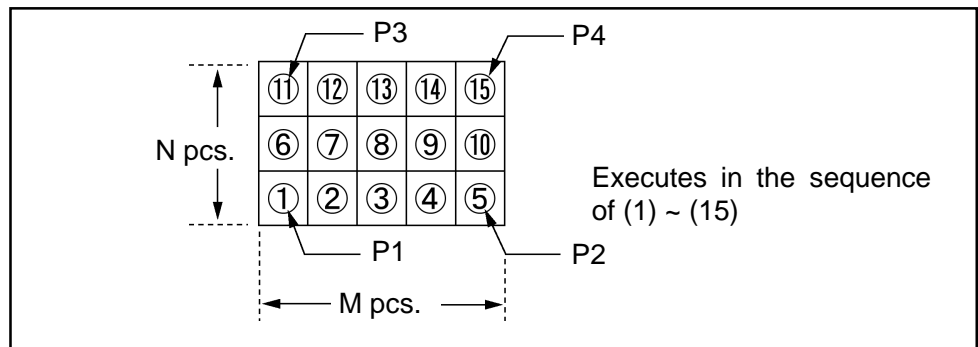 P3
P4
⑪ ⑫ ⑬ ⑭ ⑮
N pcs.
⑥ ⑦ ⑧ ⑨ ⑩
Executes in the sequence
of (1) ~ (15)
① ② ③ ④ ⑤
P1
P2
M pcs.